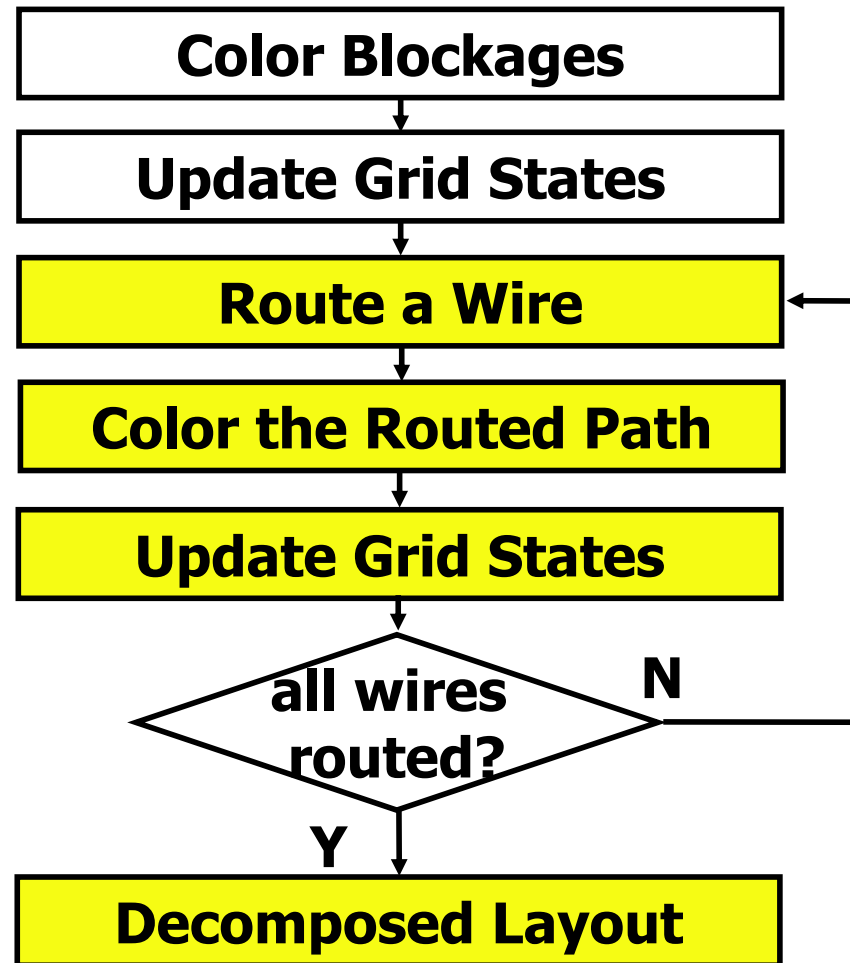 Color Blockages
Update Grid States
Route a Wire
Color the Routed Path
Update Grid States
all wires
routed?
N
Y
Decomposed Layout